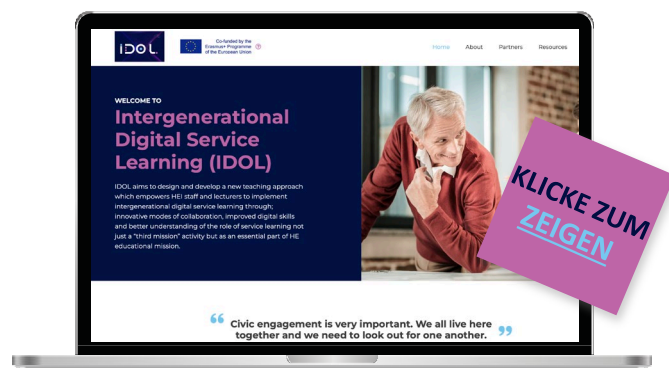 IDOL
Co-funded by the
Erasmus+ Programme
of the European Union
Home About Partners Resources
WELCOME TO
Intergenerational
Digital Service
Learning (IDOL)
IDOL aims to design and develop a new teaching approach
which empowers HEI staff and lecturers to implement
intergenerational digital service learning through;
innovative modes of collaboration, improved digital skills
and better understanding of the role of service learning not
just a "third mission" activity but as an essential part of HE
educational mission.
KLICKE ZUM
ZEIGEN
“ Civic engagement is very important. We all live here
together and we need to look out for one another. ”